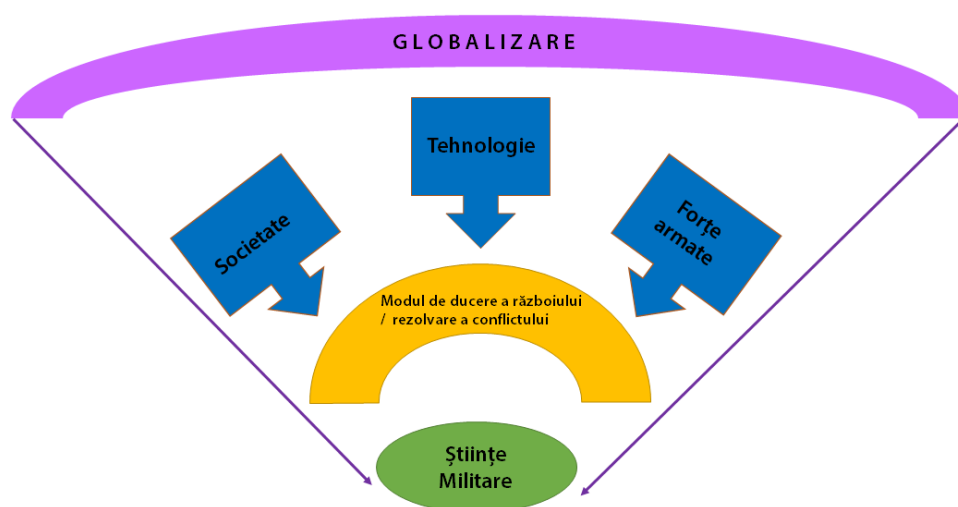 GLOBALIZARE
Tehnologie
Societate
Forțe
armate
Modul de ducere a războiului
/ rezolvare a conflictului
Științe
Militare